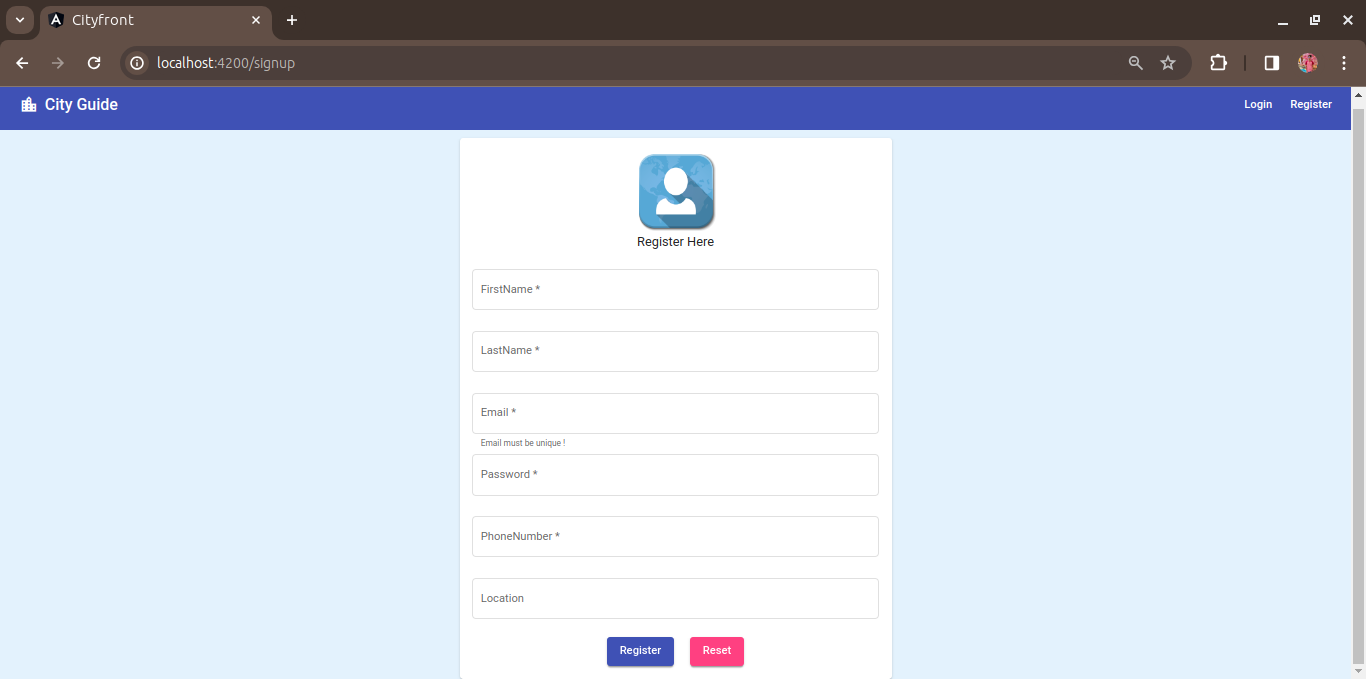 Cityfront
localhost:4200/signup
City Guide
Login
Register
Register Here
FirstName *
LastName *
Email *
Email must be unique !
Password *
PhoneNumber *
Location
Register
Reset